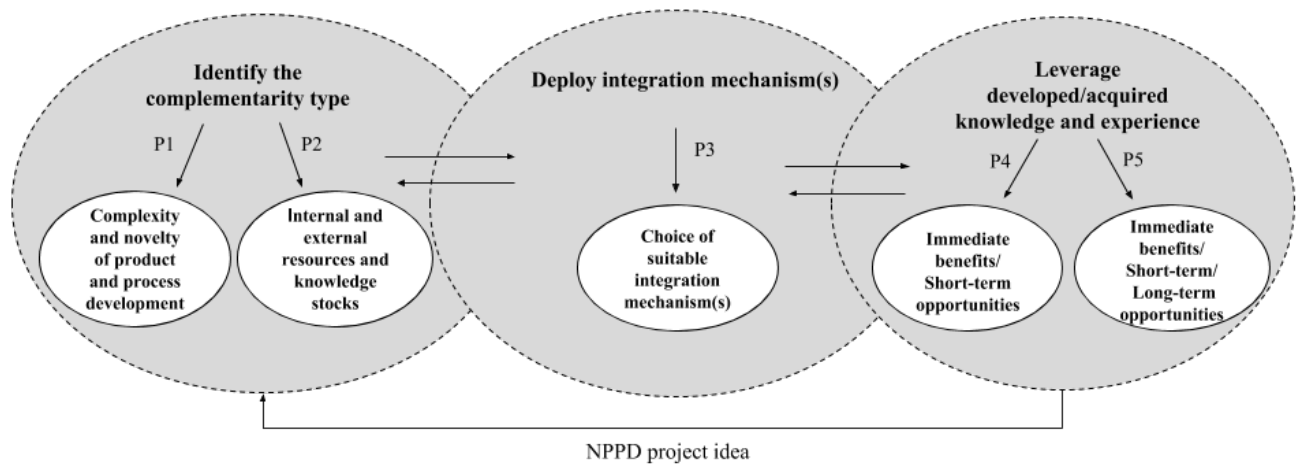 Identify the
complementarity type
P1
P2
Complexity
and novelty
of product
and process
development
Internal and
external
resources and
knowledge
stocks
Deploy integration mechanism(s)
P3
Choice of
suitable
integration
mechanism(s)
Leverage
developed/acquired
knowledge and experience
P4
P5
Immediate
benefits/
Short-term
opportunities
Immediate
benefits/
Short-term/
Long-term
opportunities
NPPD project idea